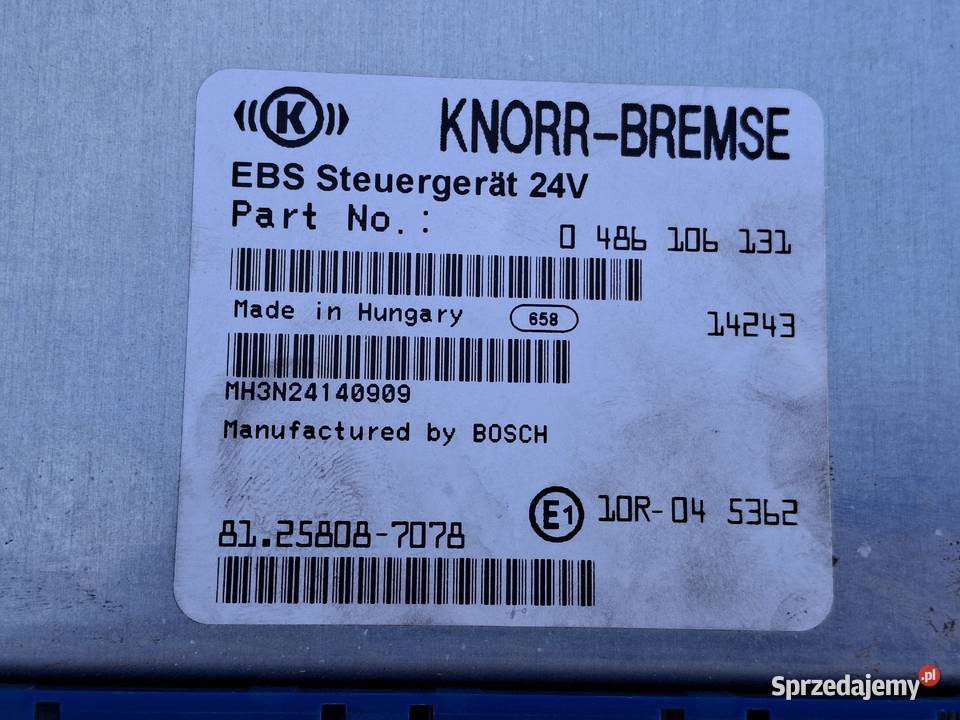 K KNORR-BREMSE
EBS Steuergerät 24V
Part No.:
0 486 106 131
Made in Hungary 658 14243
MH3N24140909
Manufactured by BOSCH
E1 10R-04 5362
81.25808-7078
Sprzedajemy.pl